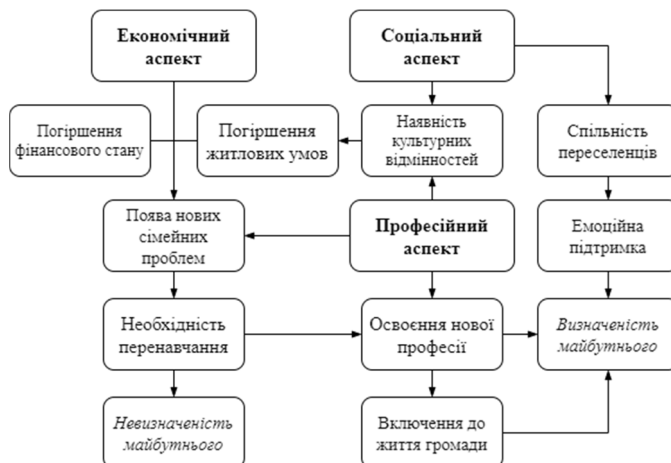 Економічний
аспект
Соціальний
аспект
Погіршення
фінансового стану
Погіршення
житлових умов
Наявність
культурних
відмінностей
Спільність
переселенців
Поява нових
сімейних
проблем
Професійний
аспект
Емоційна
підтримка
Необхідність
перенавчання
Освоєння нової
професії
Визначеність
майбутнього
Невизначеність
майбутнього
Включення до
життя громади